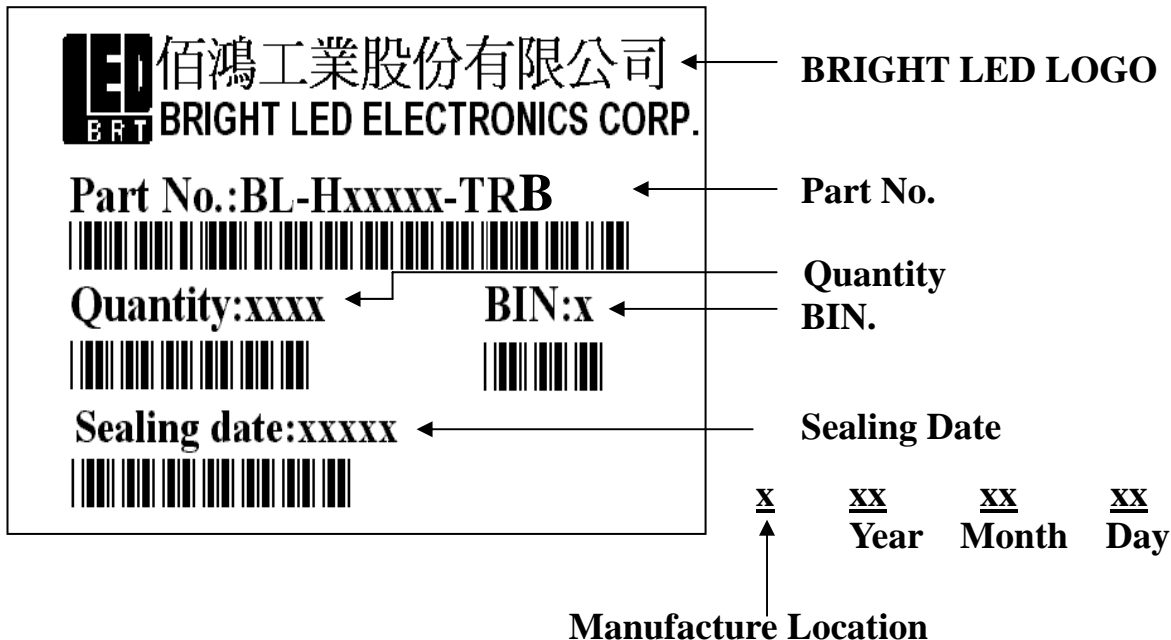 LED
佰鴻工業股份有限公司
BRIGHT LED LOGO
BRT
BRIGHT LED ELECTRONICS CORP.
Part No.:BL-Hxxxxx-TRB
Part No.
Quantity
Quantity:xxxx
BIN:x
BIN.
Sealing date:xxxxx
Sealing Date
x xx xx xx
Year Month Day
Manufacture Location